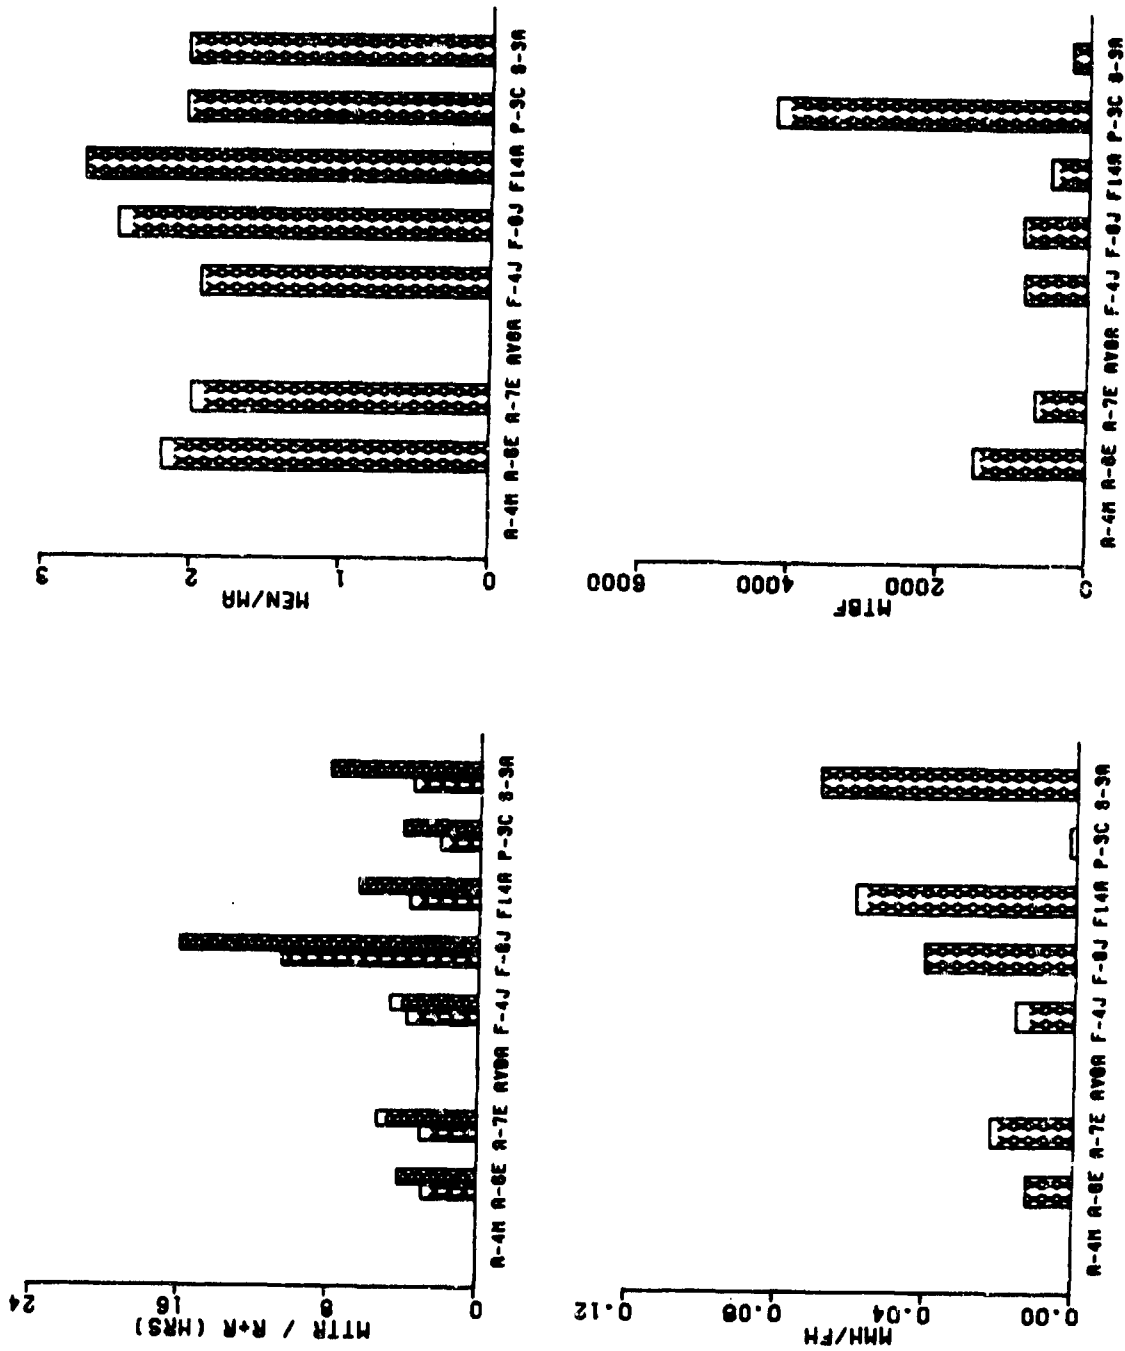 3
2
1
0
MEN/MA
A-4M A-6E A-7E AV8A F-4J F-8J F14A P-3C S-3A
6000
4000
2000
0
MTBF
A-4M A-6E A-7E AV8A F-4J F-8J F14A P-3C S-3A
24
16
8
0
MTTR / R+R (HRS)
A-4M A-6E A-7E AV8A F-4J F-8J F14A P-3C S-3A
0.12
0.08
0.04
0.00
MMH/FH
A-4M A-6E A-7E AV8A F-4J F-8J F14A P-3C S-3A